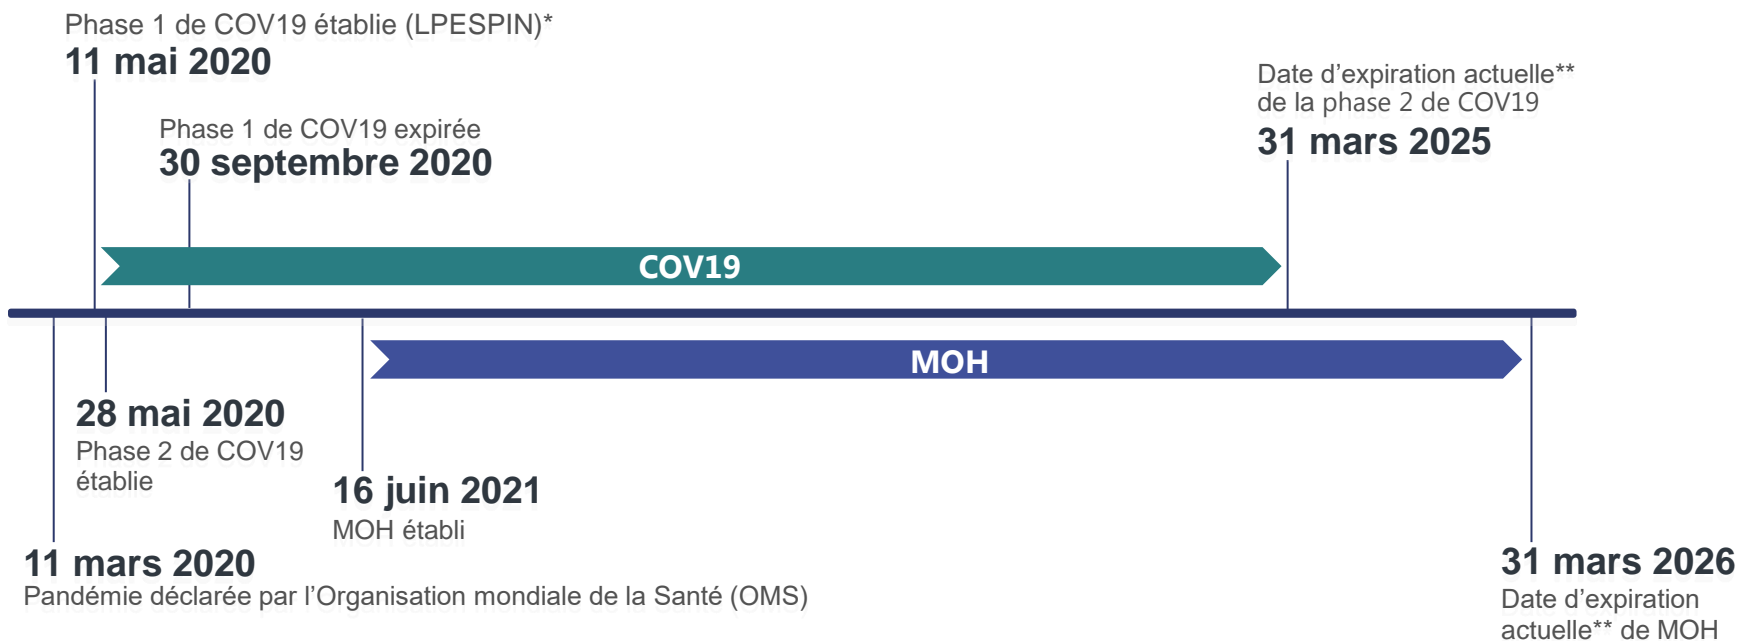 Phase 1 de COV19 établie (LPESPIN)*
11 mai 2020
Date d’expiration actuelle**
de la phase 2 de COV19
31 mars 2025
Phase 1 de COV19 expirée
30 septembre 2020
COV19
MOH
28 mai 2020
Phase 2 de COV19
établie
16 juin 2021
MOH établi
11 mars 2020
Pandémie déclarée par l’Organisation mondiale de la Santé (OMS)
31 mars 2026
Date d’expiration
actuelle** de MOH